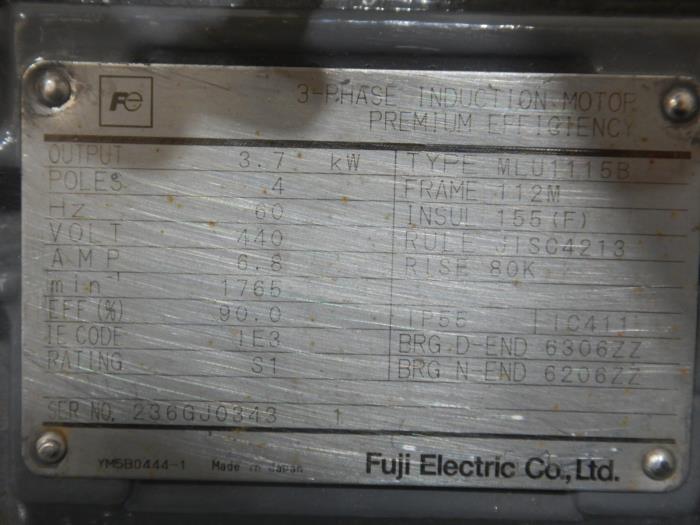 Fe
3-PHASE INDUCTION MOTOR
PREMIUM EFFICIENCY
OUTPUT 3.7 kW TYPE MLU1115B
POLES 4 FRAME 112M
Hz 60 INSUL 155(F)
VOLT 440 RULE JISC4213
AMP 6.8 RISE 80K
min⁻¹ 1765
EFF(%) 90.0 IP55 IC411
IE CODE IE3 BRG D-END 6306ZZ
RATING S1 BRG N-END 6206ZZ
SER NO. 236GJ0343 1
YM5B0444-1 Made in Japan Fuji Electric Co., Ltd.